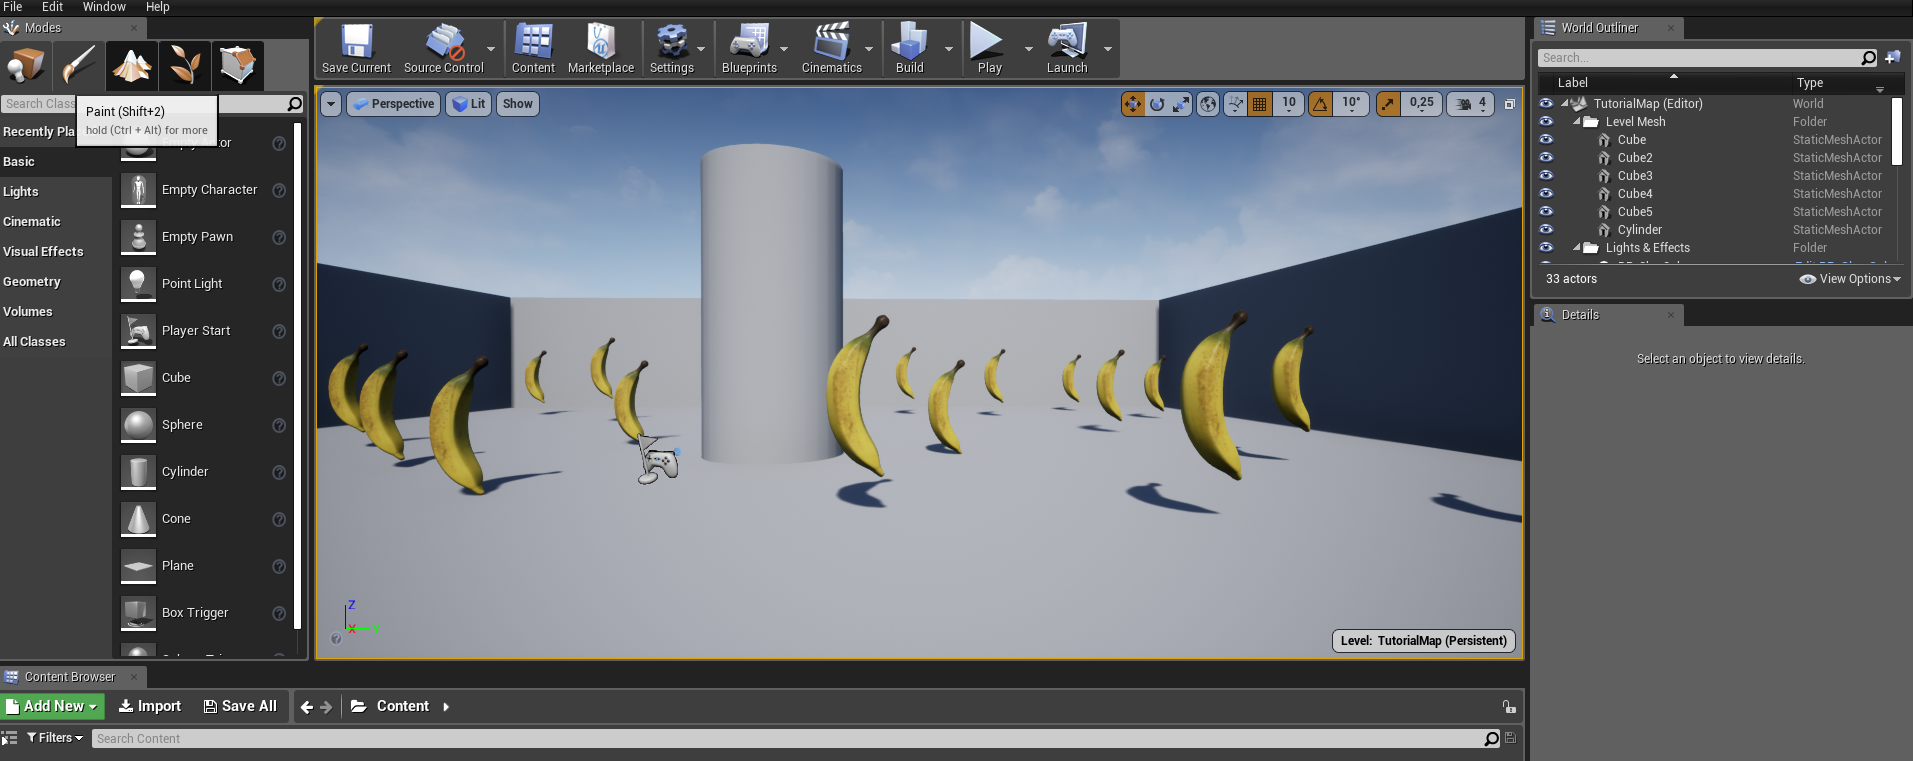 File Edit Window Help
Modes
Search Class
Paint (Shift+2)
hold (Ctrl + Alt) for more
Recently Pla
Basic
Lights
Cinematic
Visual Effects
Geometry
Volumes
All Classes
Empty Actor
Empty Character
Empty Pawn
Point Light
Player Start
Cube
Sphere
Cylinder
Cone
Plane
Box Trigger
Save Current
Source Control
Content
Marketplace
Settings
Blueprints
Cinematics
Build
Play
Launch
Perspective
Lit
Show
10
10°
0,25
4
Z
X Y
Level: TutorialMap (Persistent)
World Outliner
Search...
Label Type
TutorialMap (Editor) World
Level Mesh Folder
Cube StaticMeshActor
Cube2 StaticMeshActor
Cube3 StaticMeshActor
Cube4 StaticMeshActor
Cube5 StaticMeshActor
Cylinder StaticMeshActor
Lights & Effects Folder
33 actors
View Options
Details
Select an object to view details.
Content Browser
Add New
Import
Save All
Content
Filters
Search Content